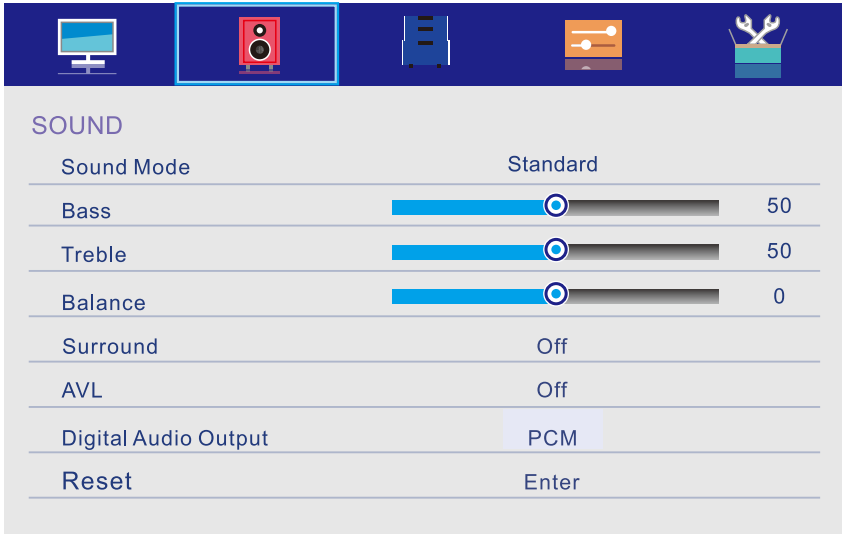 SOUND
Sound Mode Standard
Bass 50
Treble 50
Balance 0
Surround Off
AVL Off
Digital Audio Output PCM
Reset Enter